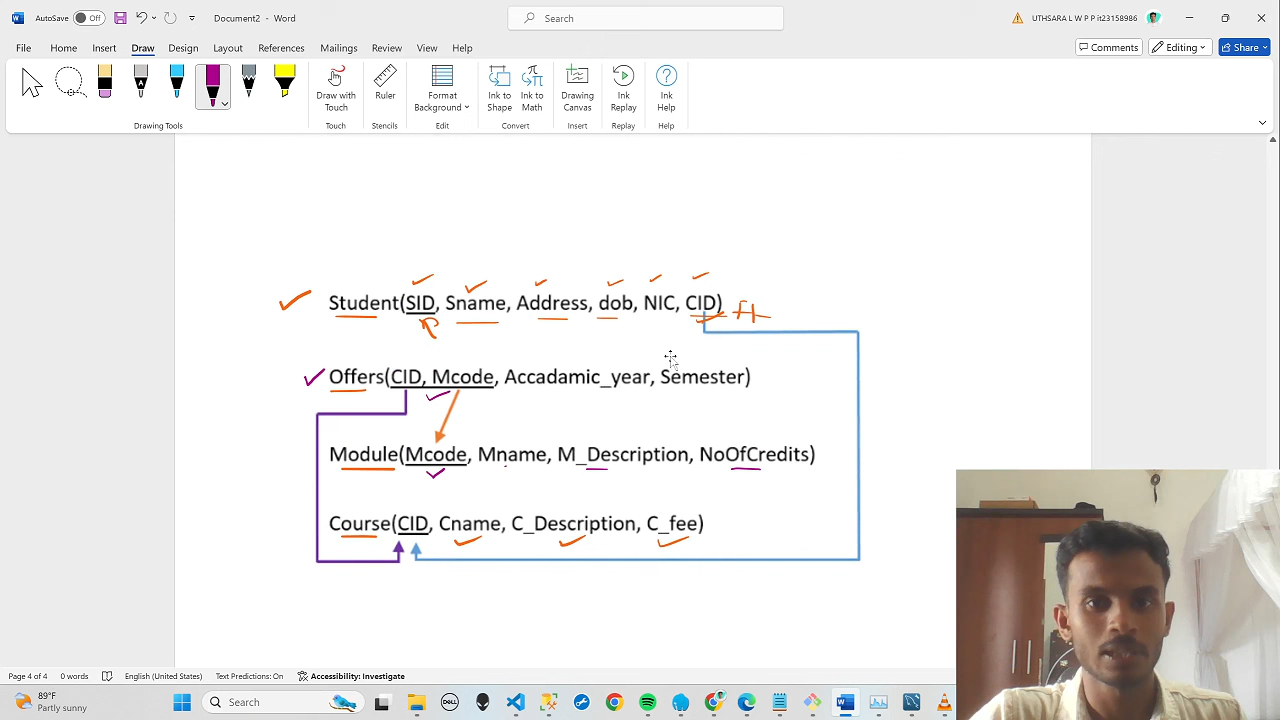 AutoSave Off Document2 - Word Search UTHSARA L W P P it23158986
File Home Insert Draw Design Layout References Mailings Review View Help Comments Editing Share
Draw with Touch Ruler Format Background Ink to Shape Ink to Math Drawing Canvas Ink Replay Ink Help
Drawing Tools Touch Stencils Edit Convert Insert Replay Help
Student(SID, Sname, Address, dob, NIC, CID)
Offers(CID, Mcode, Accadamic_year, Semester)
Module(Mcode, Mname, M_Description, NoOfCredits)
Course(CID, Cname, C_Description, C_fee)
Page 4 of 4 0 words English (United States) Text Predictions: On Accessibility: Investigate
89°F
Partly sunny
Search